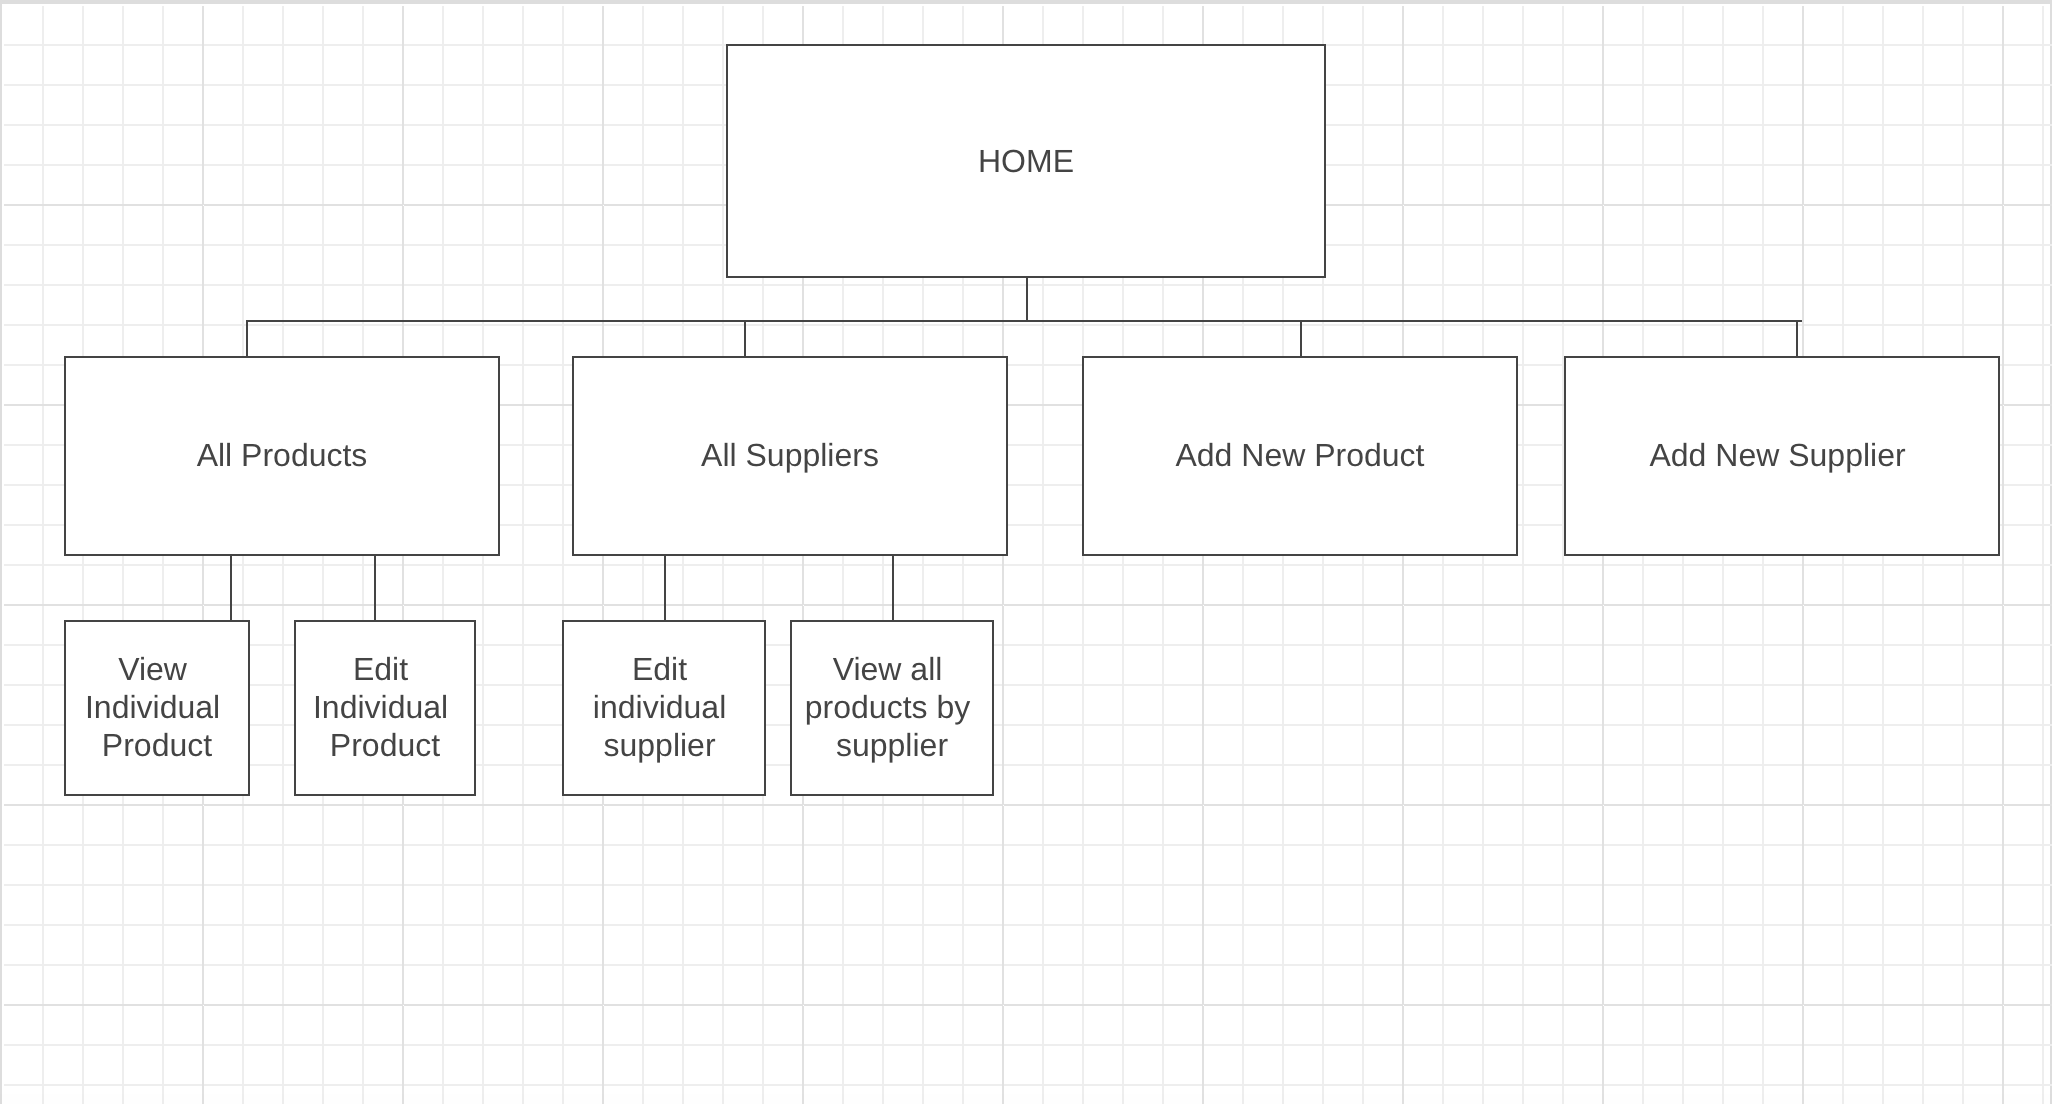 HOME
All Products
All Suppliers
Add New Product
Add New Supplier
View
Individual
Product
Edit
Individual
Product
Edit
individual
supplier
View all
products by
supplier